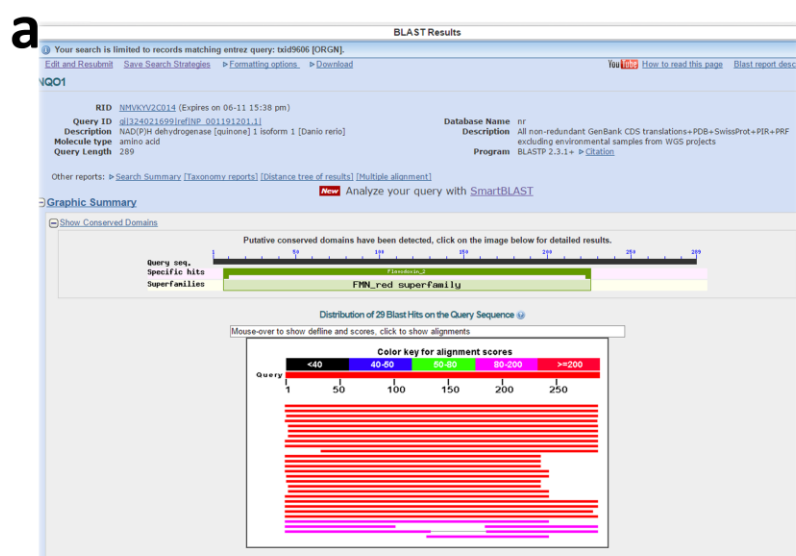 a
BLAST Results
Your search is limited to records matching entrez query: txid9606 [ORGN].
Edit and Resubmit Save Search Strategies Formatting options Download YouTube How to read this page Blast report desc
NQO1
RID NMVKYV2C014 (Expires on 06-11 15:38 pm)
Query ID gi|324021699|ref|NP_001191201.1|
Description NAD(P)H dehydrogenase [quinone] 1 isoform 1 [Danio rerio]
Molecule type amino acid
Query Length 289
Database Name nr
Description All non-redundant GenBank CDS translations+PDB+SwissProt+PIR+PRF
excluding environmental samples from WGS projects
Program BLASTP 2.3.1+ Citation
Other reports: Search Summary [Taxonomy reports] [Distance tree of results] [Multiple alignment]
New Analyze your query with SmartBLAST
Graphic Summary
Show Conserved Domains
Putative conserved domains have been detected, click on the image below for detailed results.
1 50 100 150 200 250 289
Query seq.
Specific hits Flavodoxin_2
Superfamilies FMN_red superfamily
Distribution of 29 Blast Hits on the Query Sequence
Mouse-over to show defline and scores, click to show alignments
Color key for alignment scores
<40 40-50 50-80 80-200 >=200
Query
1 50 100 150 200 250